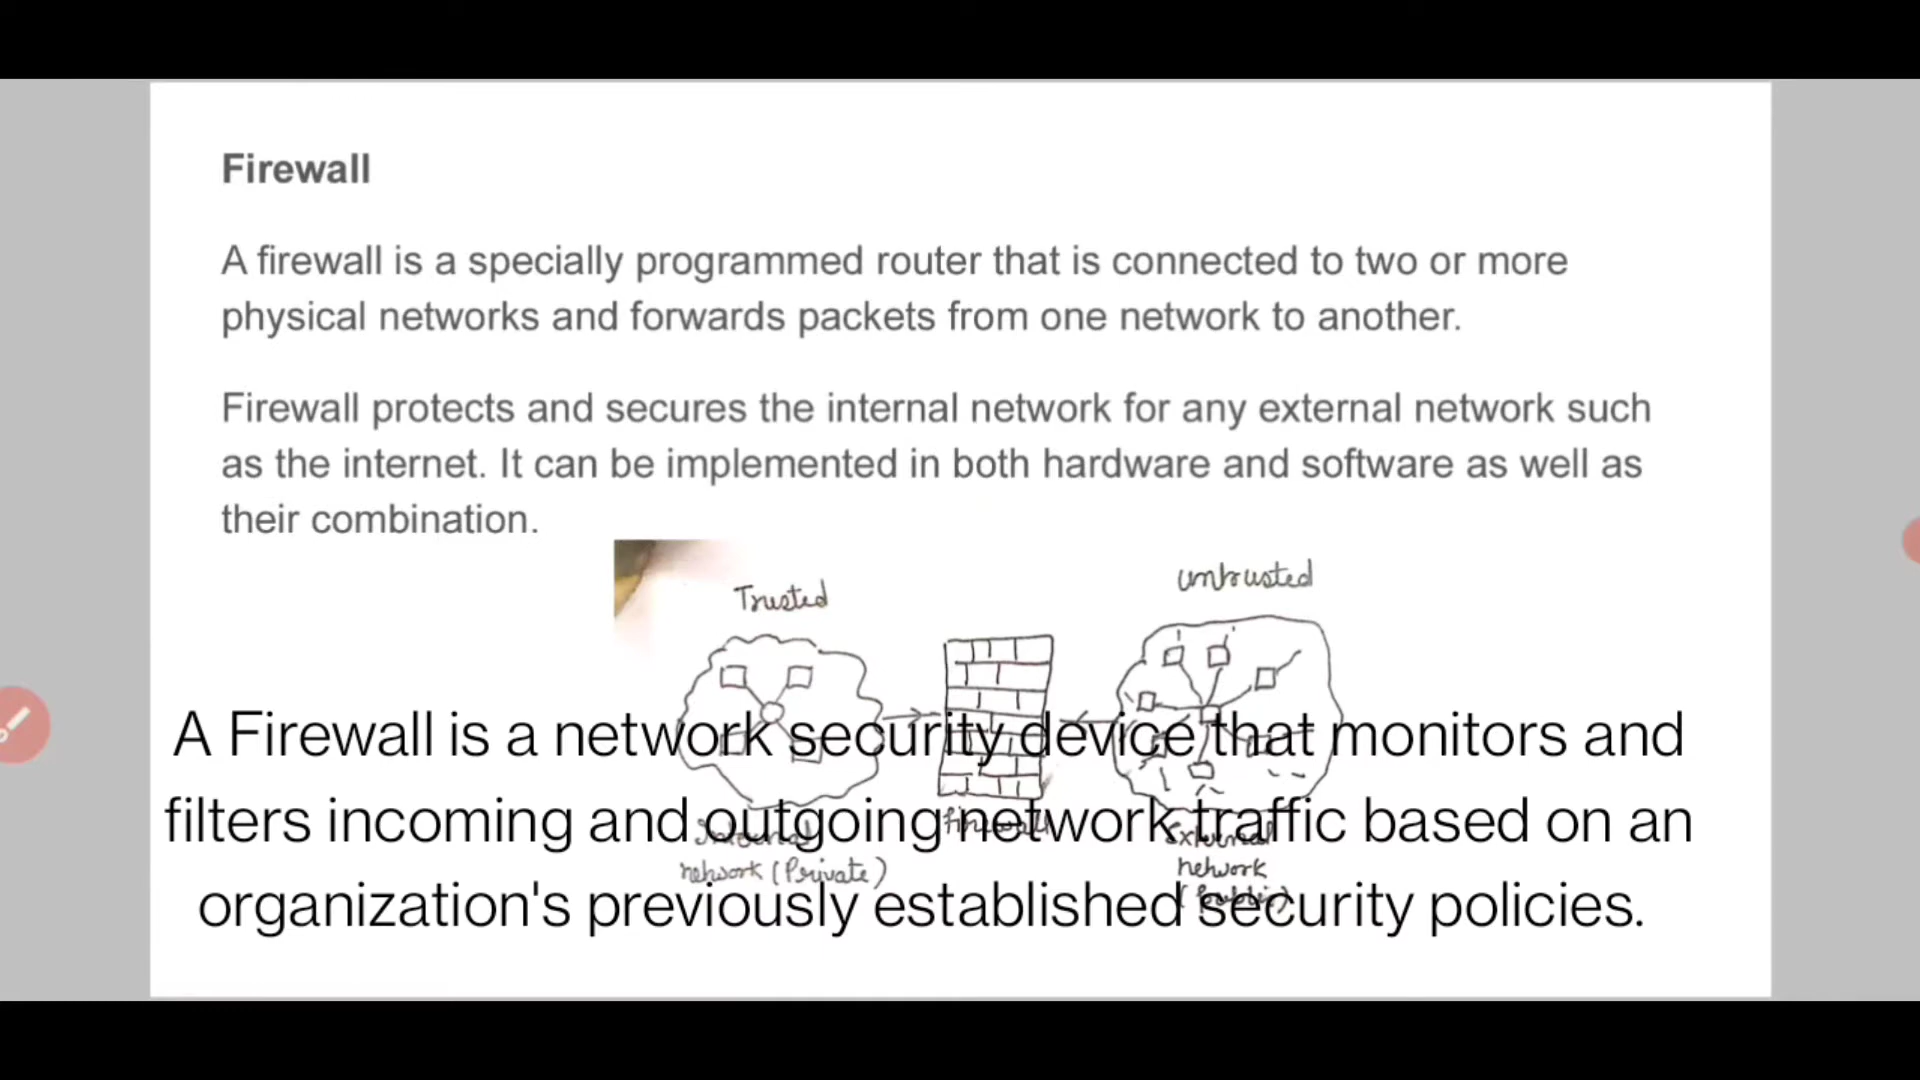 Firewall
A firewall is a specially programmed router that is connected to two or more
physical networks and forwards packets from one network to another.
Firewall protects and secures the internal network for any external network such
as the internet. It can be implemented in both hardware and software as well as
their combination.
Trusted
untrusted
A Firewall is a network security device that monitors and
filters incoming and outgoing network traffic based on an
organization's previously established security policies.
Internal
network (Private)
firewall
External
network
(Public)